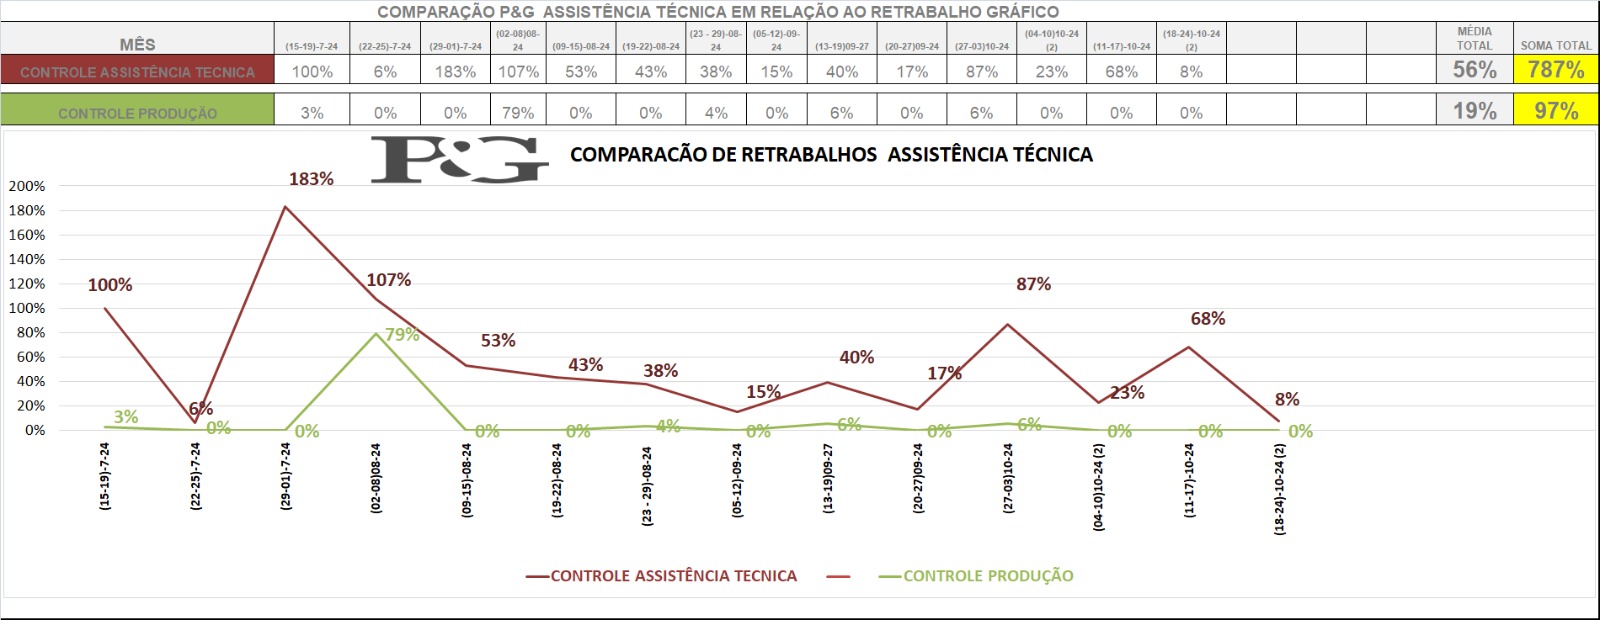 COMPARAÇÃO P&G ASSISTÊNCIA TÉCNICA EM RELAÇÃO AO RETRABALHO GRÁFICO
MÊS (15-19)-7-24 (22-25)-7-24 (29-01)-7-24 (02-08)08-24 (09-15)-08-24 (19-22)-08-24 (23 - 29)-08-24 (05-12)-09-24 (13-19)09-27 (20-27)09-24 (27-03)10-24 (04-10)10-24 (2) (11-17)-10-24 (18-24)-10-24 (2) MÉDIA TOTAL SOMA TOTAL
CONTROLE ASSISTÊNCIA TECNICA 100% 6% 183% 107% 53% 43% 38% 15% 40% 17% 87% 23% 68% 8% 56% 787%
CONTROLE PRODUÇÃO 3% 0% 0% 79% 0% 0% 4% 0% 6% 0% 6% 0% 0% 0% 19% 97%
P&G COMPARACÃO DE RETRABALHOS ASSISTÊNCIA TÉCNICA
200%
180%
160%
140%
120%
100%
80%
60%
40%
20%
0%
100% 6% 183% 107% 53% 43% 38% 15% 40% 17% 87% 23% 68% 8%
3% 0% 0% 79% 0% 0% 4% 0% 6% 0% 6% 0% 0% 0%
(15-19)-7-24
(22-25)-7-24
(29-01)-7-24
(02-08)08-24
(09-15)-08-24
(19-22)-08-24
(23 - 29)-08-24
(05-12)-09-24
(13-19)09-27
(20-27)09-24
(27-03)10-24
(04-10)10-24 (2)
(11-17)-10-24
(18-24)-10-24 (2)
CONTROLE ASSISTÊNCIA TECNICA CONTROLE PRODUÇÃO